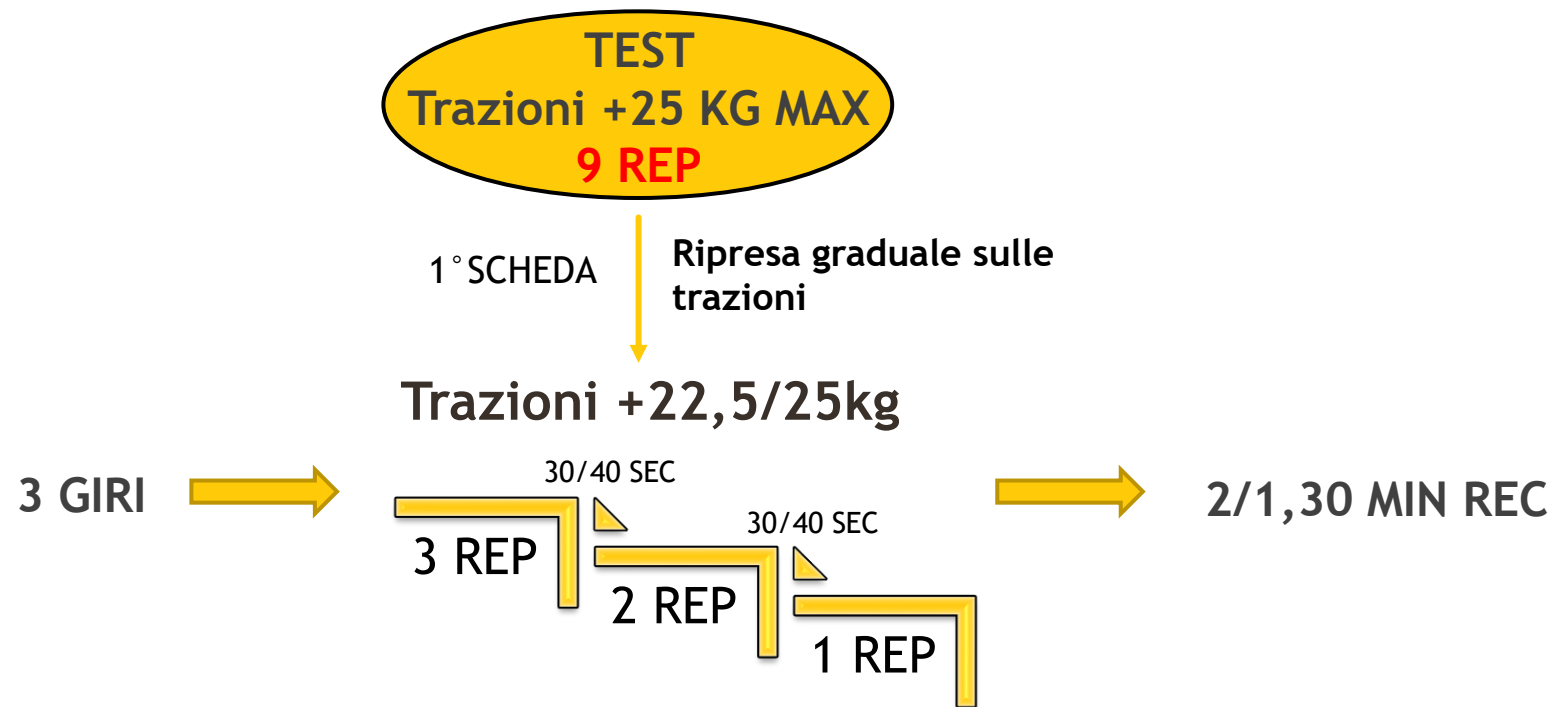 TEST
Trazioni +25 KG MAX
9 REP
1°SCHEDA
Ripresa graduale sulle
trazioni
Trazioni +22,5/25kg
3 GIRI
30/40 SEC
3 REP
30/40 SEC
2 REP
1 REP
2/1,30 MIN REC